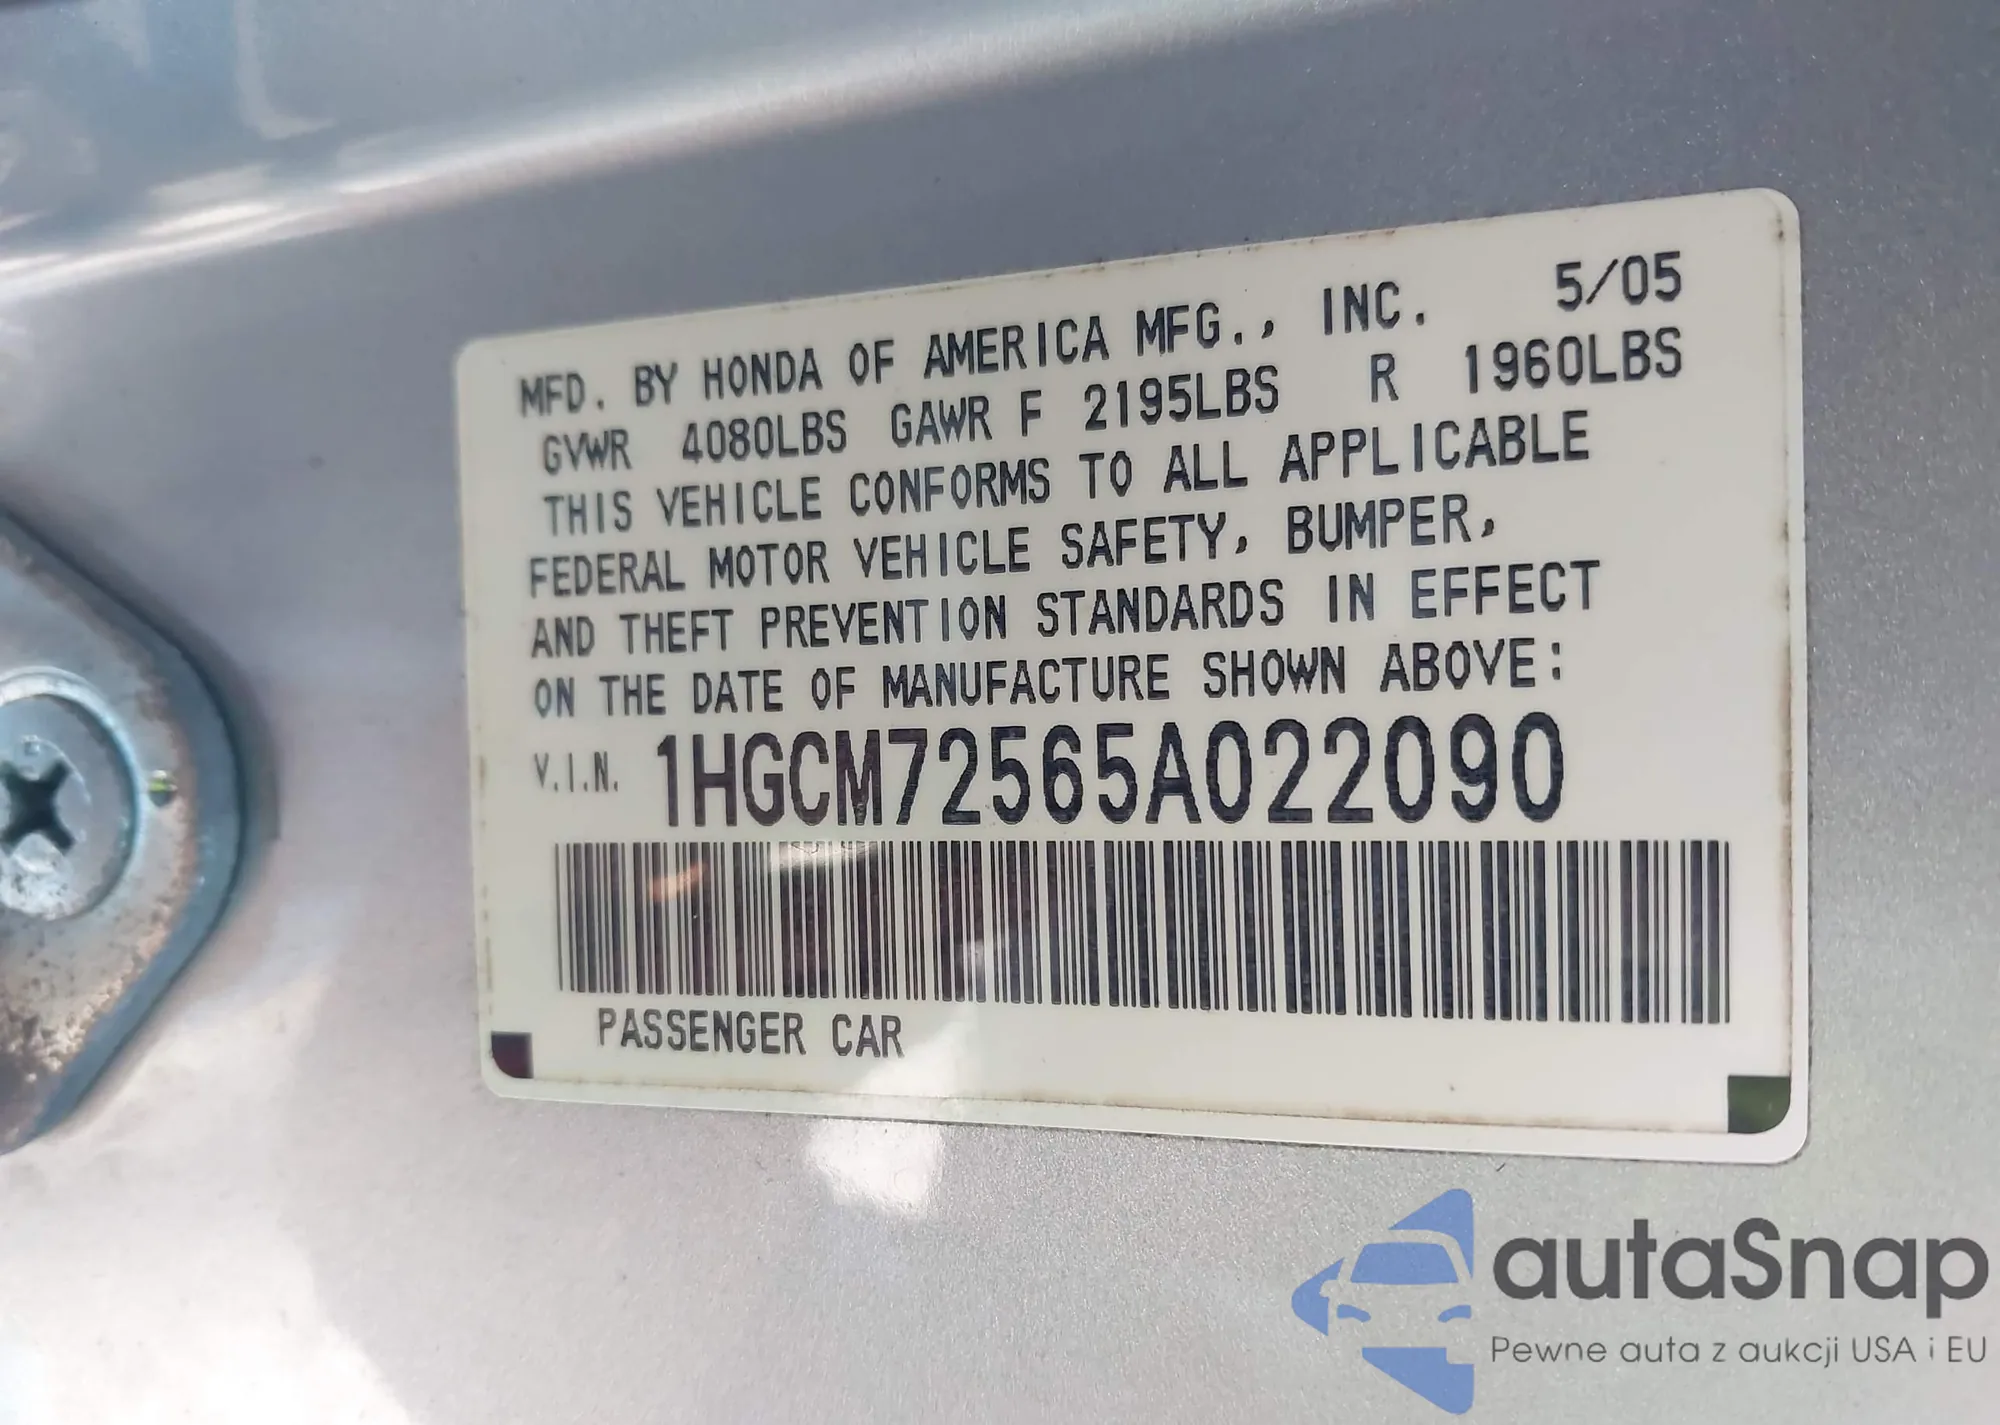 MFD. BY HONDA OF AMERICA MFG., INC. 5/05
GVWR 4080LBS GAWR F 2195LBS R 1960LBS
THIS VEHICLE CONFORMS TO ALL APPLICABLE
FEDERAL MOTOR VEHICLE SAFETY, BUMPER,
AND THEFT PREVENTION STANDARDS IN EFFECT
ON THE DATE OF MANUFACTURE SHOWN ABOVE:
V.I.N. 1HGCM72565A022090
PASSENGER CAR
autaSnap
Pewne auta z aukcji USA i EU